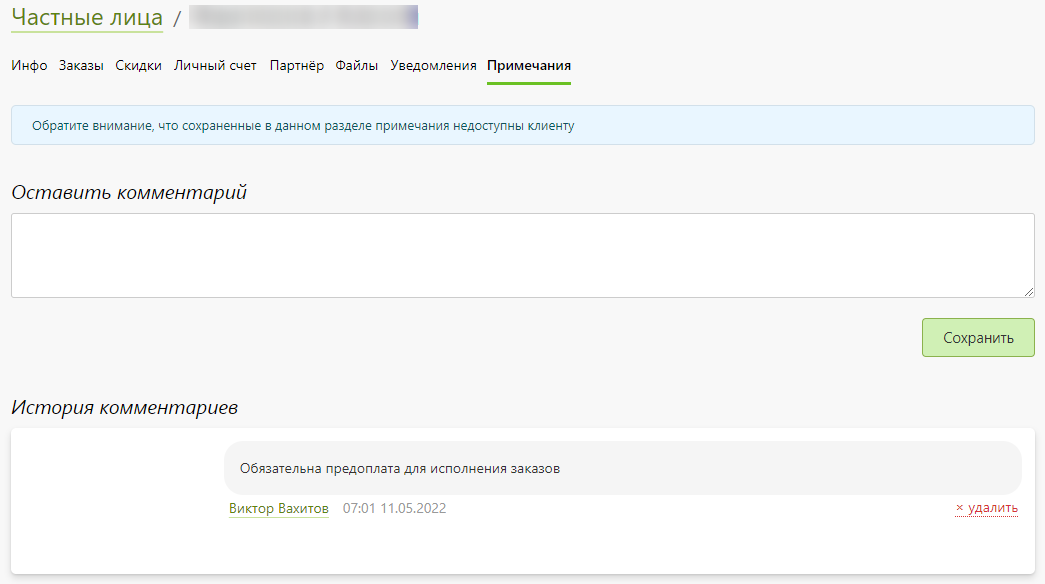 Частные лица /
Инфо Заказы Скидки Личный счет Партнёр Файлы Уведомления Примечания
Обратите внимание, что сохраненные в данном разделе примечания недоступны клиенту
Оставить комментарий
Сохранить
История комментариев
Обязательна предоплата для исполнения заказов
Виктор Вахитов 07:01 11.05.2022 × удалить